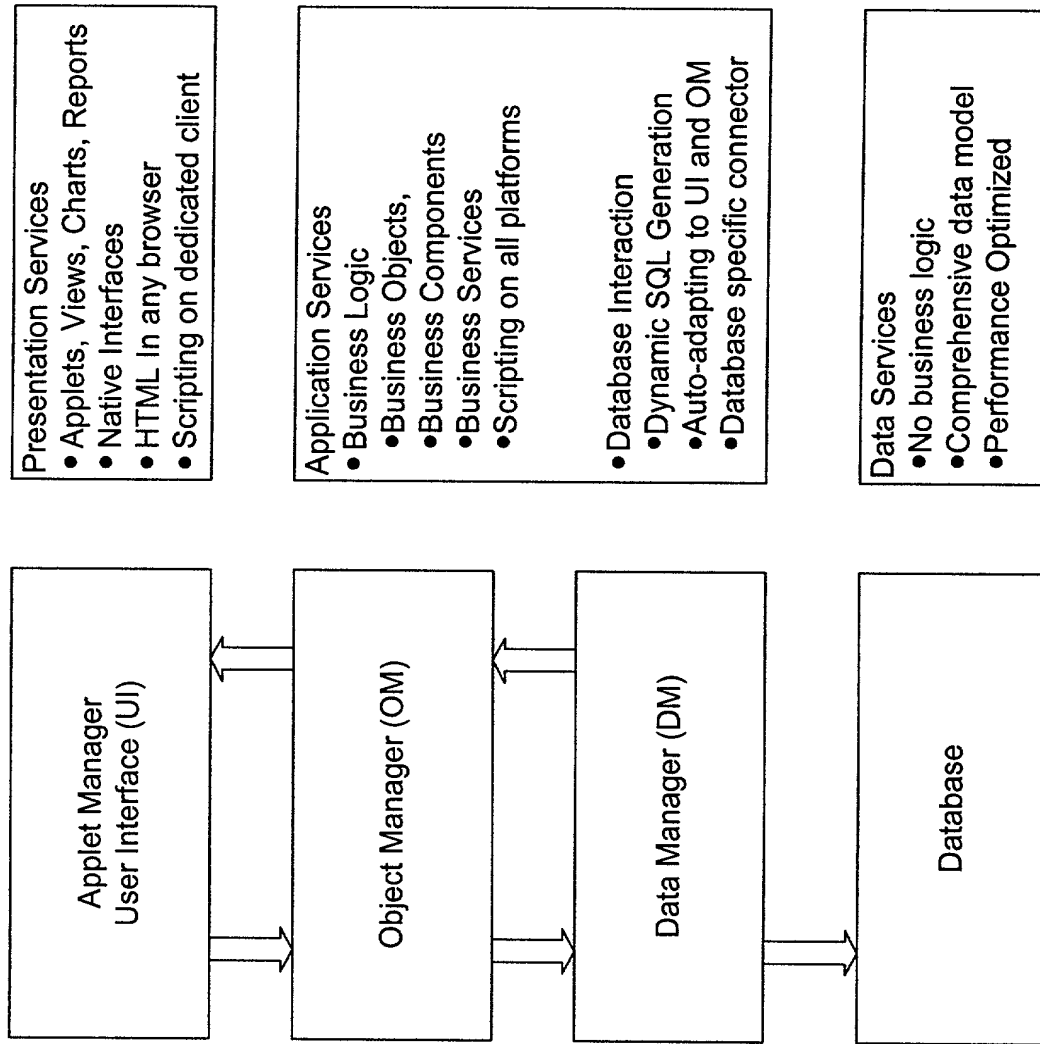 Presentation Services
• Applets, Views, Charts, Reports
• Native Interfaces
• HTML In any browser
• Scripting on dedicated client
Application Services
• Business Logic
•Business Objects,
•Business Components
•Business Services
•Scripting on all platforms
• Database Interaction
•Dynamic SQL Generation
•Auto-adapting to UI and OM
•Database specific connector
Data Services
•No business logic
•Comprehensive data model
•Performance Optimized
Applet Manager
User Interface (UI)
Object Manager (OM)
Data Manager (DM)
Database